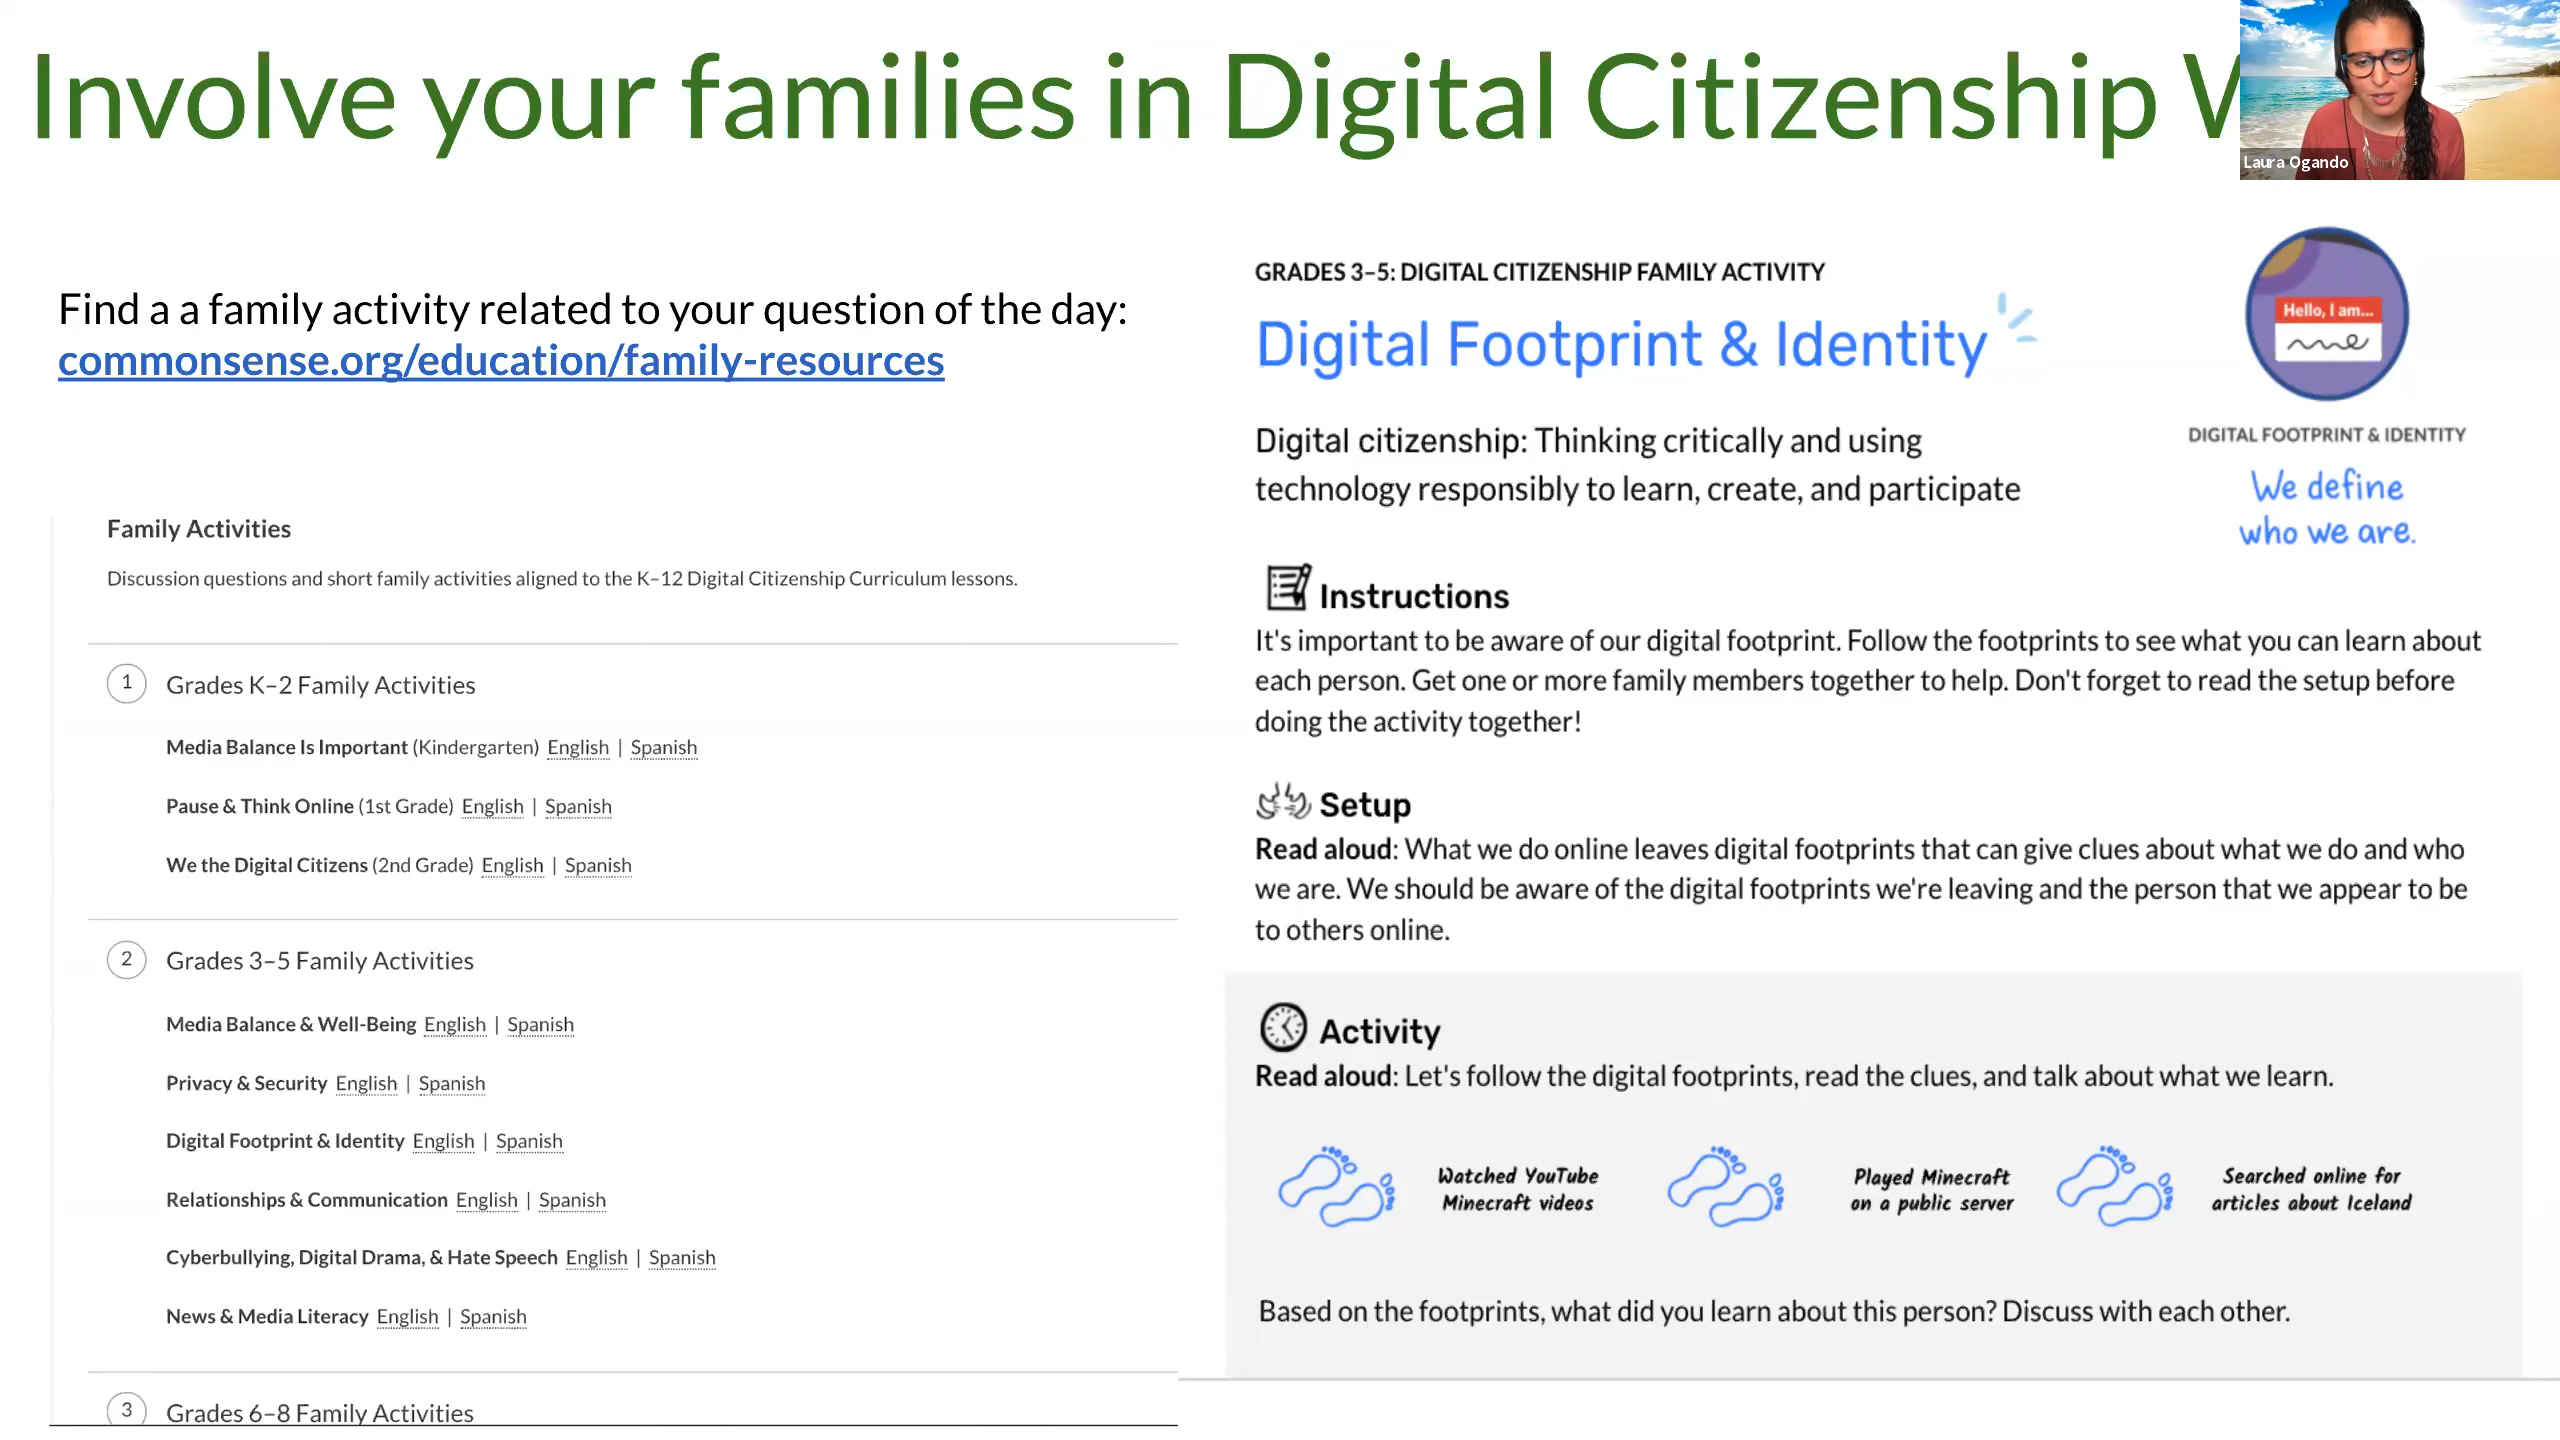 Involve your families in Digital Citizenship
Laura Ogando
Find a a family activity related to your question of the day:
commonsense.org/education/family-resources
Family Activities
Discussion questions and short family activities aligned to the K–12 Digital Citizenship Curriculum lessons.
1 Grades K–2 Family Activities
Media Balance Is Important (Kindergarten) English | Spanish
Pause & Think Online (1st Grade) English | Spanish
We the Digital Citizens (2nd Grade) English | Spanish
2 Grades 3–5 Family Activities
Media Balance & Well-Being English | Spanish
Privacy & Security English | Spanish
Digital Footprint & Identity English | Spanish
Relationships & Communication English | Spanish
Cyberbullying, Digital Drama, & Hate Speech English | Spanish
News & Media Literacy English | Spanish
3 Grades 6–8 Family Activities
GRADES 3–5: DIGITAL CITIZENSHIP FAMILY ACTIVITY
Digital Footprint & Identity
Digital citizenship: Thinking critically and using
technology responsibly to learn, create, and participate
Hello, I am...
me
DIGITAL FOOTPRINT & IDENTITY
We define
who we are.
Instructions
It's important to be aware of our digital footprint. Follow the footprints to see what you can learn about
each person. Get one or more family members together to help. Don't forget to read the setup before
doing the activity together!
Setup
Read aloud: What we do online leaves digital footprints that can give clues about what we do and who
we are. We should be aware of the digital footprints we're leaving and the person that we appear to be
to others online.
Activity
Read aloud: Let's follow the digital footprints, read the clues, and talk about what we learn.
Watched YouTube
Minecraft videos
Played Minecraft
on a public server
Searched online for
articles about Iceland
Based on the footprints, what did you learn about this person? Discuss with each other.